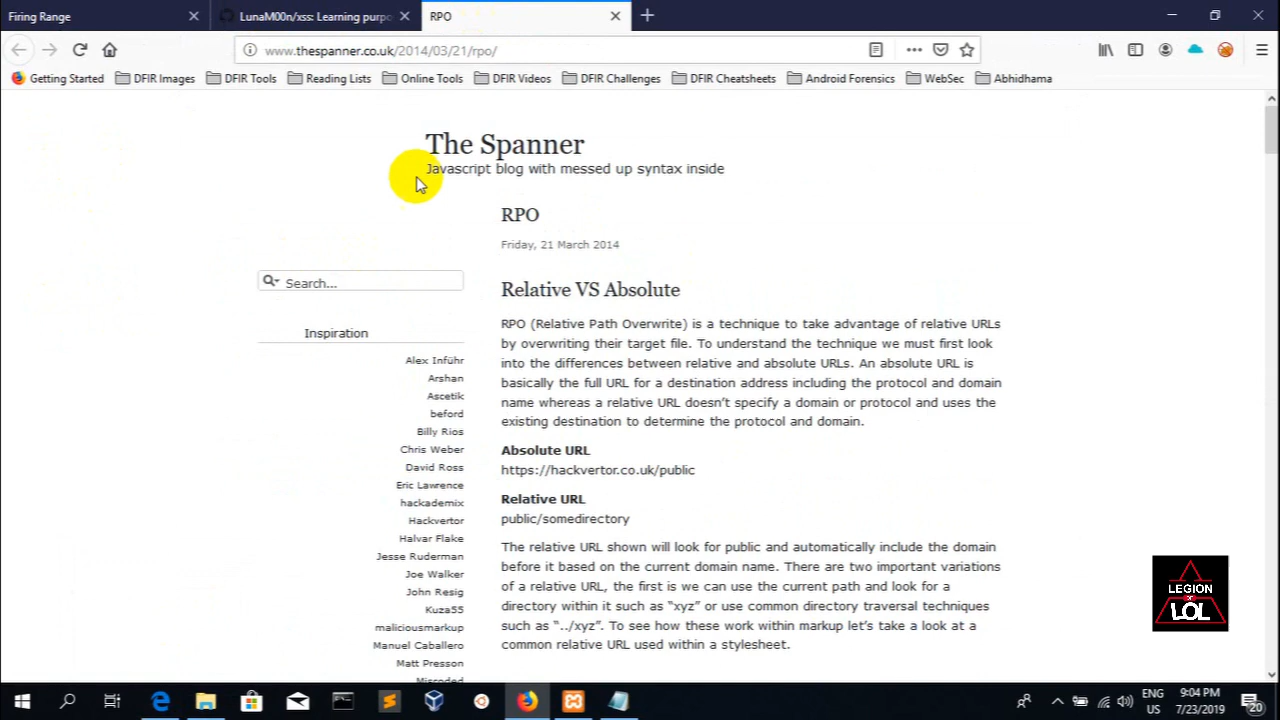 Firing Range
LunaM00n/xss: Learning purpo
RPO
www.thespanner.co.uk/2014/03/21/rpo/
Getting Started
DFIR Images
DFIR Tools
Reading Lists
Online Tools
DFIR Videos
DFIR Challenges
DFIR Cheatsheets
Android Forensics
WebSec
Abhidhama
The Spanner
Javascript blog with messed up syntax inside
RPO
Friday, 21 March 2014
Search...
Inspiration
Alex Infuhr
Arshan
Ascetik
beford
Billy Rios
Chris Weber
David Ross
Eric Lawrence
hackademix
Hackvertor
Halvar Flake
Jesse Ruderman
Joe Walker
John Resig
Kuza55
maliciousmarkup
Manuel Caballero
Matt Presson
Relative VS Absolute
RPO (Relative Path Overwrite) is a technique to take advantage of relative URLs
by overwriting their target file. To understand the technique we must first look
into the differences between relative and absolute URLs. An absolute URL is
basically the full URL for a destination address including the protocol and domain
name whereas a relative URL doesn’t specify a domain or protocol and uses the
existing destination to determine the protocol and domain.
Absolute URL
https://hackvertor.co.uk/public
Relative URL
public/somedirectory
The relative URL shown will look for public and automatically include the domain
before it based on the current domain name. There are two important variations
of a relative URL, the first is we can use the current path and look for a
directory within it such as “xyz” or use common directory traversal techniques
such as “../xyz”. To see how these work within markup let’s take a look at a
common relative URL used within a stylesheet.
LEGION
OF
LOL
ENG
US
9:04 PM
7/23/2019
20